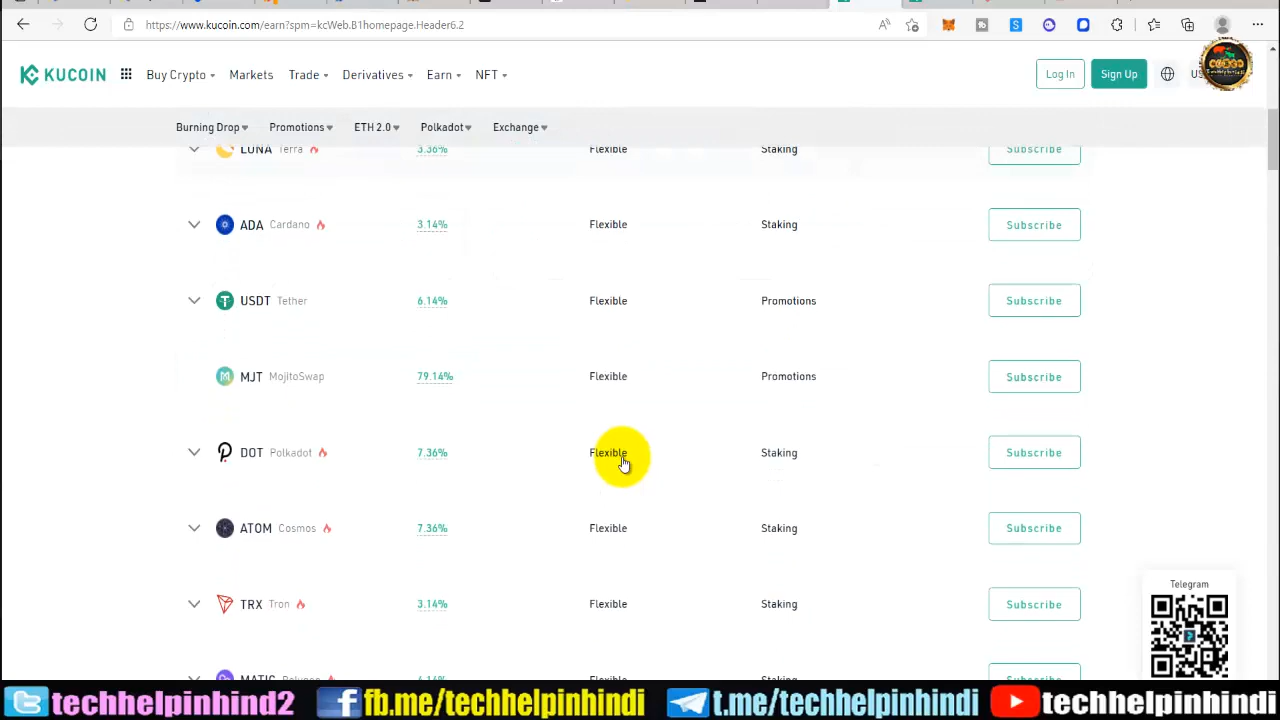 https://www.kucoin.com/earn?spm=kcWeb.B1homepage.Header6.2
KUCOIN Buy Crypto Markets Trade Derivatives Earn NFT Log In Sign Up US
Burning Drop Promotions ETH 2.0 Polkadot Exchange
LUNA Terra 3.36% Flexible Staking Subscribe
ADA Cardano 3.14% Flexible Staking Subscribe
USDT Tether 6.14% Flexible Promotions Subscribe
MJT MojitoSwap 79.14% Flexible Promotions Subscribe
DOT Polkadot 7.36% Flexible Staking Subscribe
ATOM Cosmos 7.36% Flexible Staking Subscribe
Telegram
TRX Tron 3.14% Flexible Staking Subscribe
techhelpinhind2 fb.me/techhelpinhindi t.me/techhelpinhindi techhelpinhindi